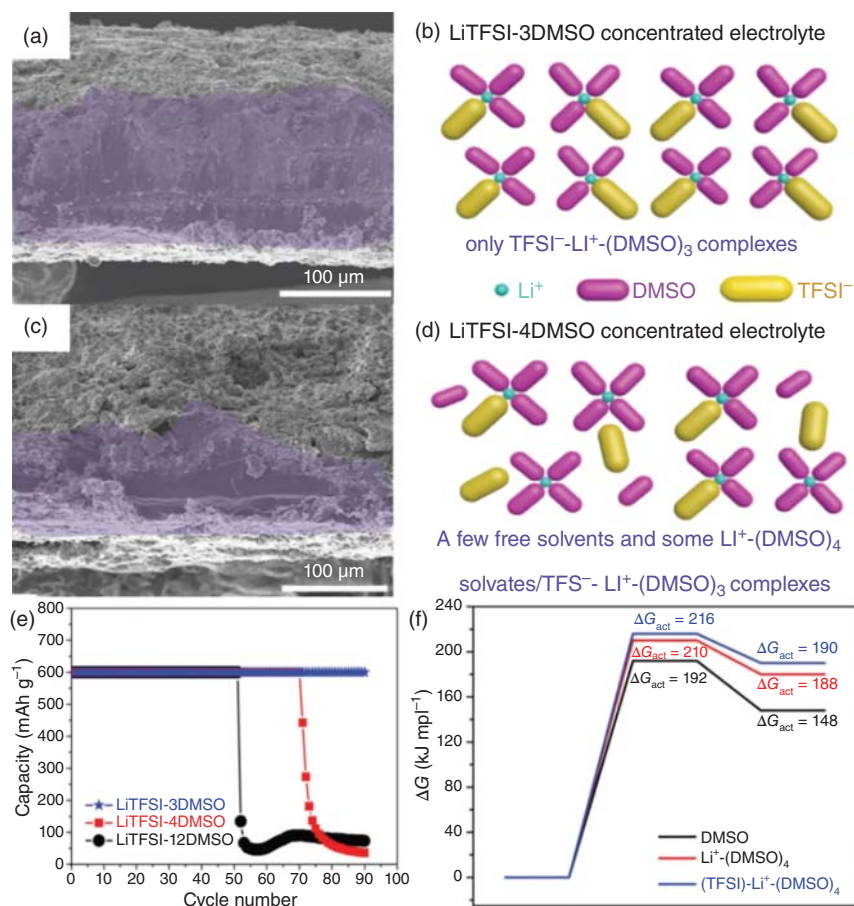 (a)
100 µm
(b) LiTFSI-3DMSO concentrated electrolyte
only TFSI⁻-LI⁺-(DMSO)₃ complexes
Li⁺ DMSO TFSI⁻
(c)
100 µm
(d) LiTFSI-4DMSO concentrated electrolyte
A few free solvents and some LI⁺-(DMSO)₄
solvates/TFS⁻- LI⁺-(DMSO)₃ complexes
(e)
Capacity (mAh g⁻¹)
800
700
600
500
400
300
200
100
0
LiTFSI-3DMSO
LiTFSI-4DMSO
LiTFSI-12DMSO
0 10 20 30 40 50 60 70 80 90 100
Cycle number
(f)
ΔG (kJ mpl⁻¹)
240
200
160
120
80
40
0
ΔG_act = 216
ΔG_act = 190
ΔG_act = 210
ΔG_act = 188
ΔG_act = 192
ΔG_act = 148
DMSO
Li⁺-(DMSO)₄
(TFSI)-Li⁺-(DMSO)₄